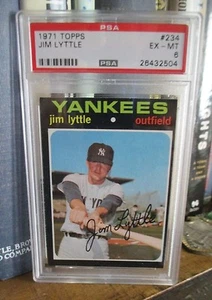 PSA
1971 TOPPS #234
JIM LYTTLE EX-MT
6
PSA 26432504
YANKEES
jim lyttle outfield
Jim Lyttle